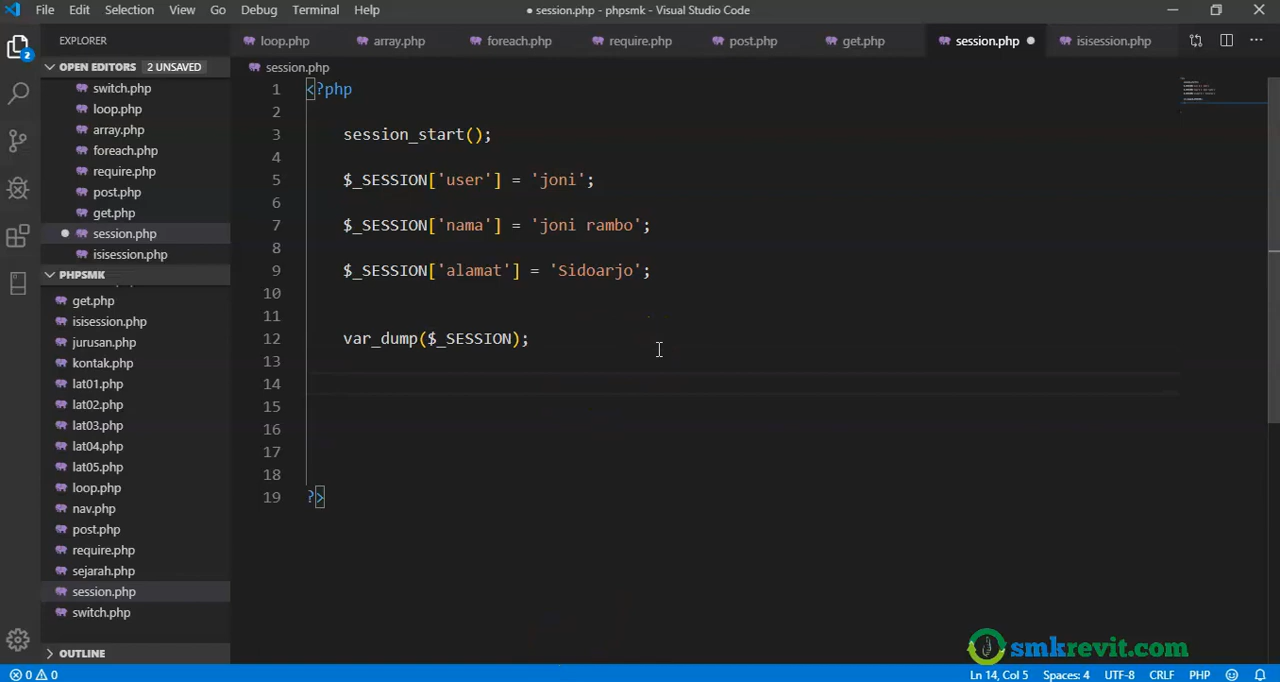 File Edit Selection View Go Debug Terminal Help
● session.php - phpsmk - Visual Studio Code
EXPLORER
loop.php array.php foreach.php require.php post.php get.php session.php ● isisession.php
OPEN EDITORS 2 UNSAVED
session.php
switch.php
loop.php
array.php
foreach.php
require.php
post.php
get.php
● session.php
isisession.php
PHPSMK
get.php
isisession.php
jurusan.php
kontak.php
lat01.php
lat02.php
lat03.php
lat04.php
lat05.php
loop.php
nav.php
post.php
require.php
sejarah.php
session.php
switch.php
OUTLINE
1 <?php
2
3 session_start();
4
5 $_SESSION['user'] = 'joni';
6
7 $_SESSION['nama'] = 'joni rambo';
8
9 $_SESSION['alamat'] = 'Sidoarjo';
10
11
12 var_dump($_SESSION);
13
14
15
16
17
18
19 ?>
2
smkrevit.com
0 0 Ln 14, Col 5 Spaces: 4 UTF-8 CRLF PHP